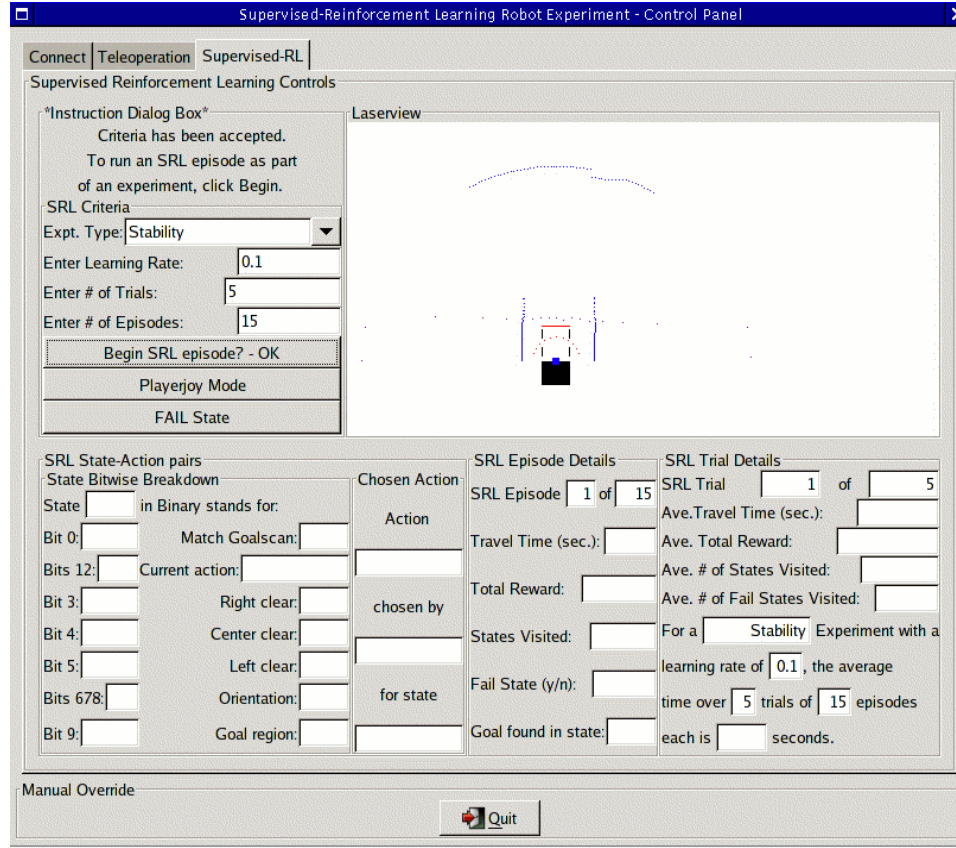 Supervised-Reinforcement Learning Robot Experiment - Control Panel
Connect Teleoperation Supervised-RL
Supervised Reinforcement Learning Controls
*Instruction Dialog Box*
Criteria has been accepted.
To run an SRL episode as part
of an experiment, click Begin.
SRL Criteria
Expt. Type: Stability
Enter Learning Rate: 0.1
Enter # of Trials: 5
Enter # of Episodes: 15
Begin SRL episode? - OK
Playerjoy Mode
FAIL State
Laserview
SRL State-Action pairs
State Bitwise Breakdown
State in Binary stands for:
Bit 0: Match Goalscan:
Bits 12: Current action:
Bit 3: Right clear:
Bit 4: Center clear:
Bit 5: Left clear:
Bits 678: Orientation:
Bit 9: Goal region:
Chosen Action
Action
chosen by
for state
SRL Episode Details
SRL Episode 1 of 15
Travel Time (sec.):
Total Reward:
States Visited:
Fail State (y/n):
Goal found in state:
SRL Trial Details
SRL Trial 1 of 5
Ave.Travel Time (sec.):
Ave. Total Reward:
Ave. # of States Visited:
Ave. # of Fail States Visited:
For a Stability Experiment with a
learning rate of 0.1 , the average
time over 5 trials of 15 episodes
each is seconds.
Manual Override
Quit